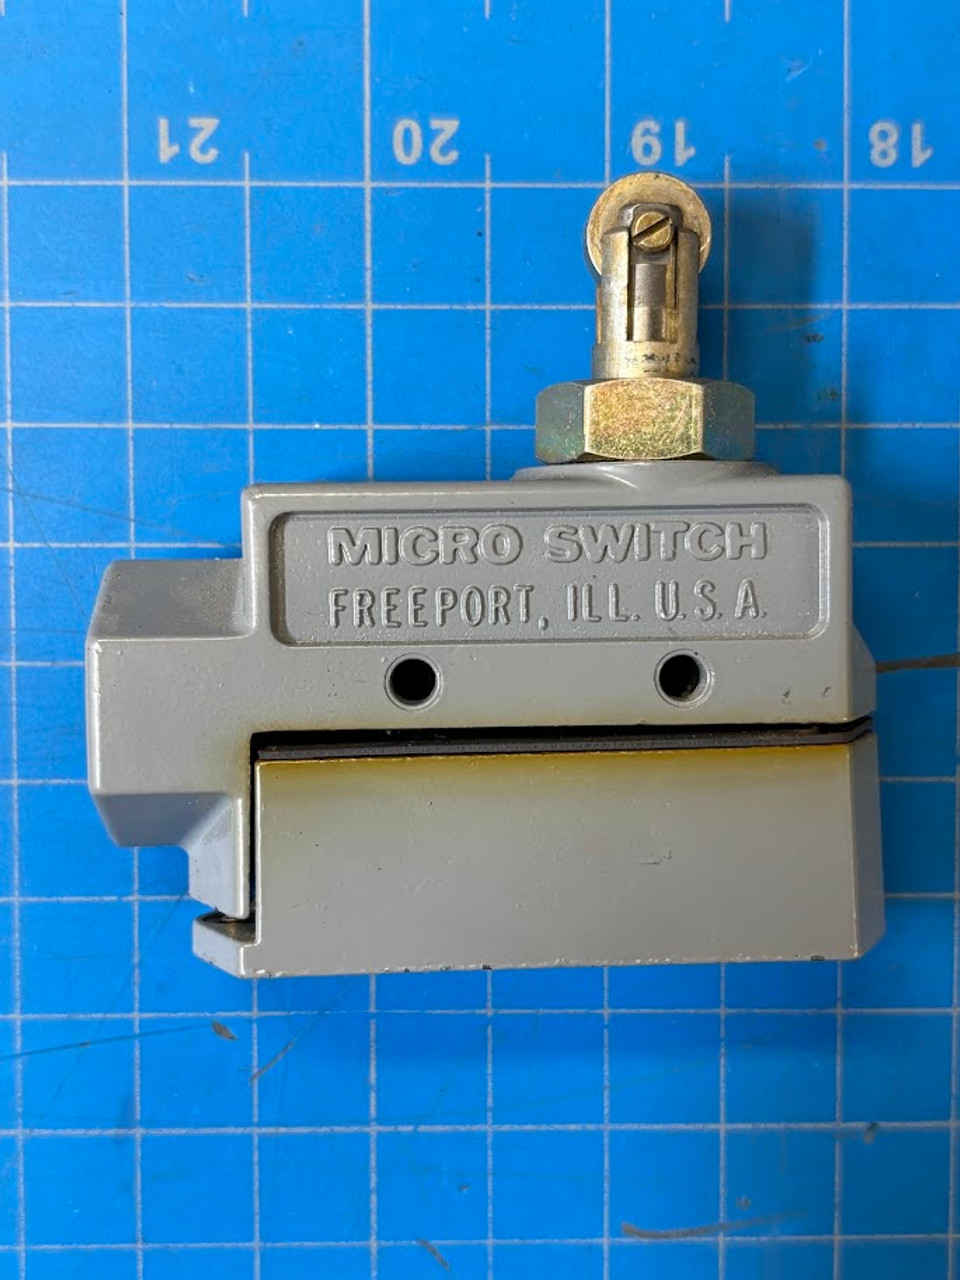 21 20 19 18
MICRO SWITCH
FREEPORT, ILL. U.S.A.